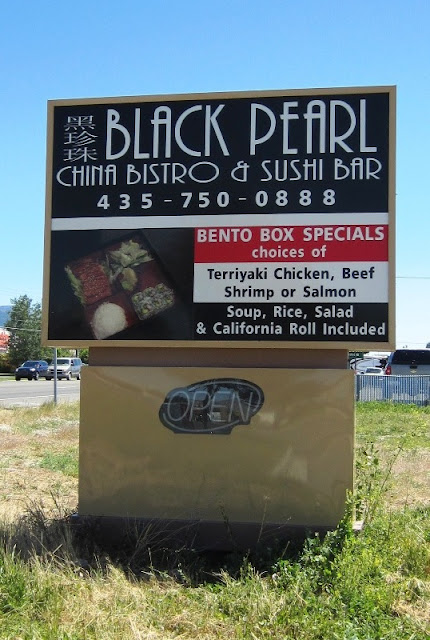 黑珍珠
BLACK PEARL
CHINA BISTRO & SUSHI BAR
435-750-0888
BENTO BOX SPECIALS
choices of
Terriyaki Chicken, Beef
Shrimp or Salmon
Soup, Rice, Salad
& California Roll Included
OPEN